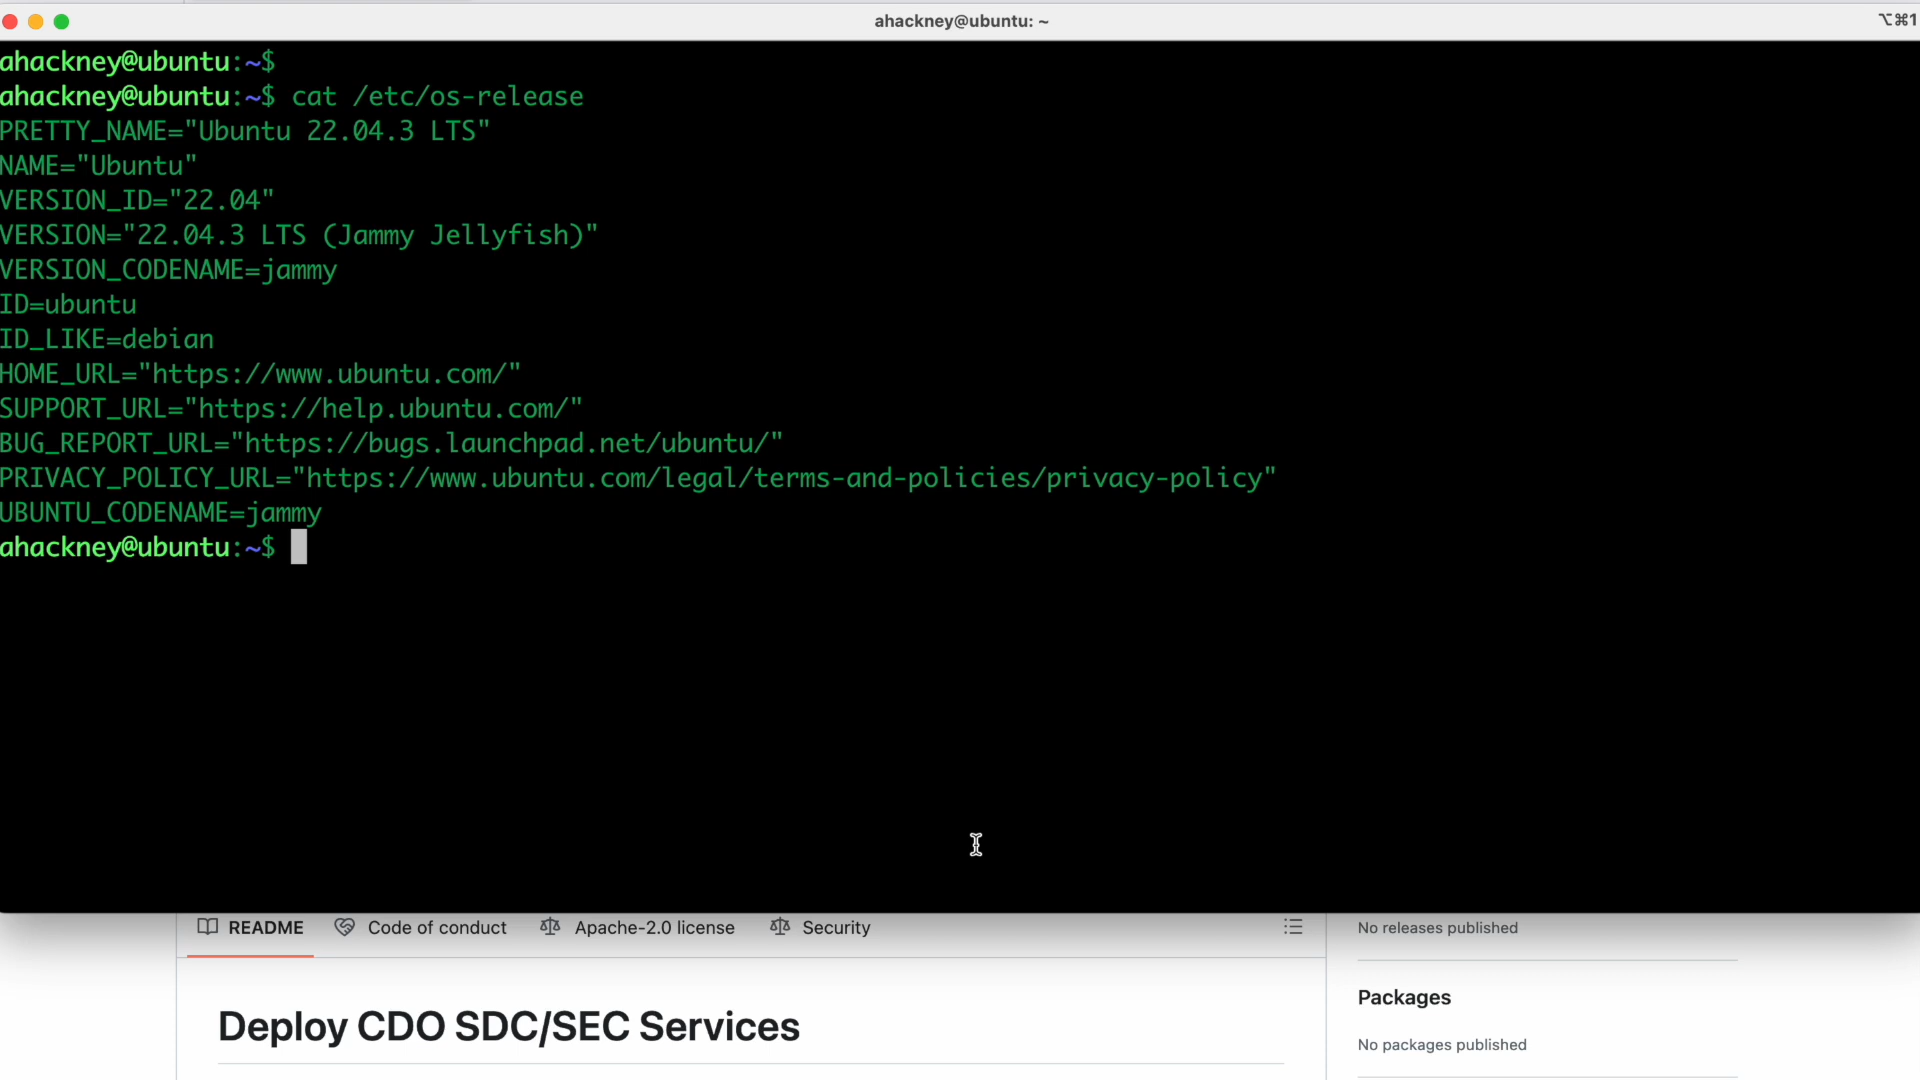 ahackney@ubuntu: ~
⌥⌘1
ahackney@ubuntu:~$
ahackney@ubuntu:~$ cat /etc/os-release
PRETTY_NAME="Ubuntu 22.04.3 LTS"
NAME="Ubuntu"
VERSION_ID="22.04"
VERSION="22.04.3 LTS (Jammy Jellyfish)"
VERSION_CODENAME=jammy
ID=ubuntu
ID_LIKE=debian
HOME_URL="https://www.ubuntu.com/"
SUPPORT_URL="https://help.ubuntu.com/"
BUG_REPORT_URL="https://bugs.launchpad.net/ubuntu/"
PRIVACY_POLICY_URL="https://www.ubuntu.com/legal/terms-and-policies/privacy-policy"
UBUNTU_CODENAME=jammy
ahackney@ubuntu:~$
README
Code of conduct
Apache-2.0 license
Security
Deploy CDO SDC/SEC Services
No releases published
Packages
No packages published